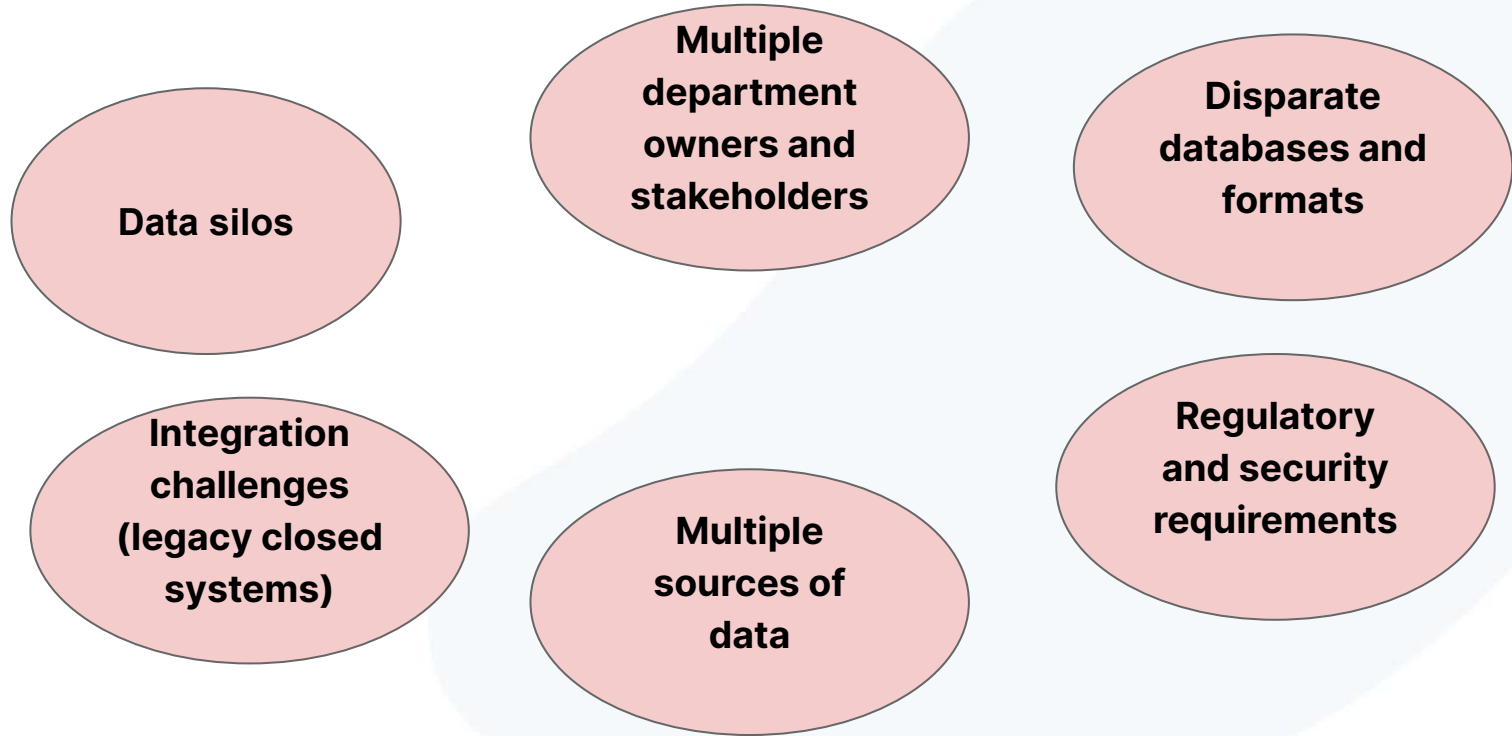 Data silos
Multiple
department
owners and
stakeholders
Disparate
databases and
formats
Integration
challenges
(legacy closed
systems)
Multiple
sources of
data
Regulatory
and security
requirements